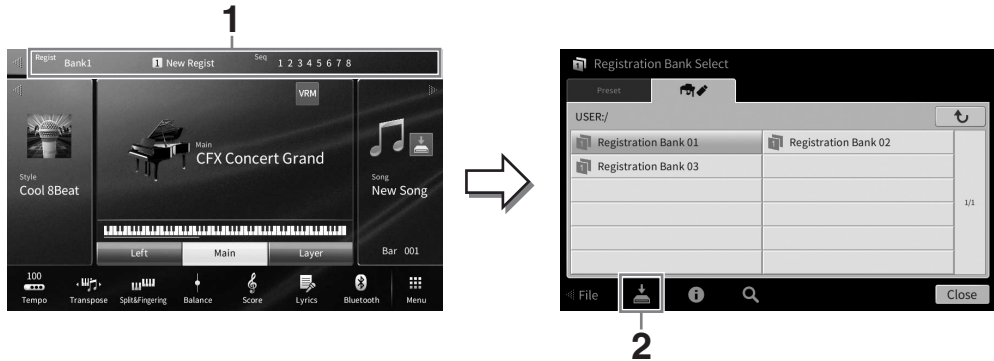 1
Regist Bank1 1 New Regist Seq 1 2 3 4 5 6 7 8
VRM
Main
CFX Concert Grand
Style
Cool 8Beat
Song
New Song
Left Main Layer Bar 001
100
Tempo Transpose Split&Fingering Balance Score Lyrics Bluetooth Menu
Registration Bank Select
Preset
USER:/
Registration Bank 01 Registration Bank 02
Registration Bank 03
1/1
File Close
2